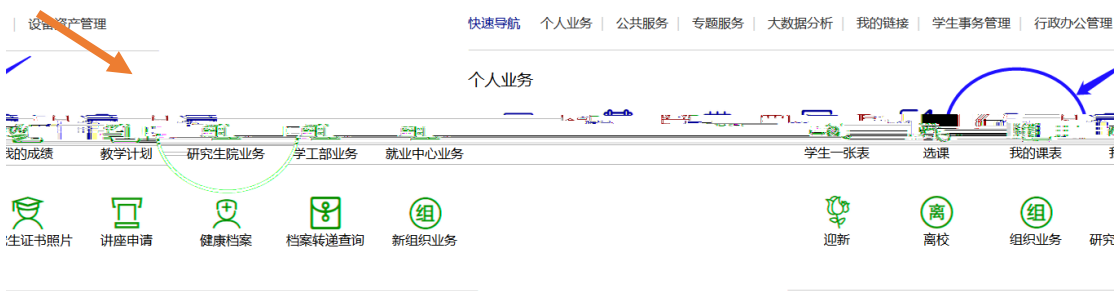 设备资产管理
快速导航 个人业务 公共服务 专题服务 大数据分析 我的链接 学生事务管理 行政办公管理
个人业务
我的成绩 教学计划 研究生院业务 学工部业务 就业中心业务 学生一张表 选课 我的课表
组 离 组
生证书照片 讲座申请 健康档案 档案转递查询 新组织业务 迎新 离校 组织业务 研究